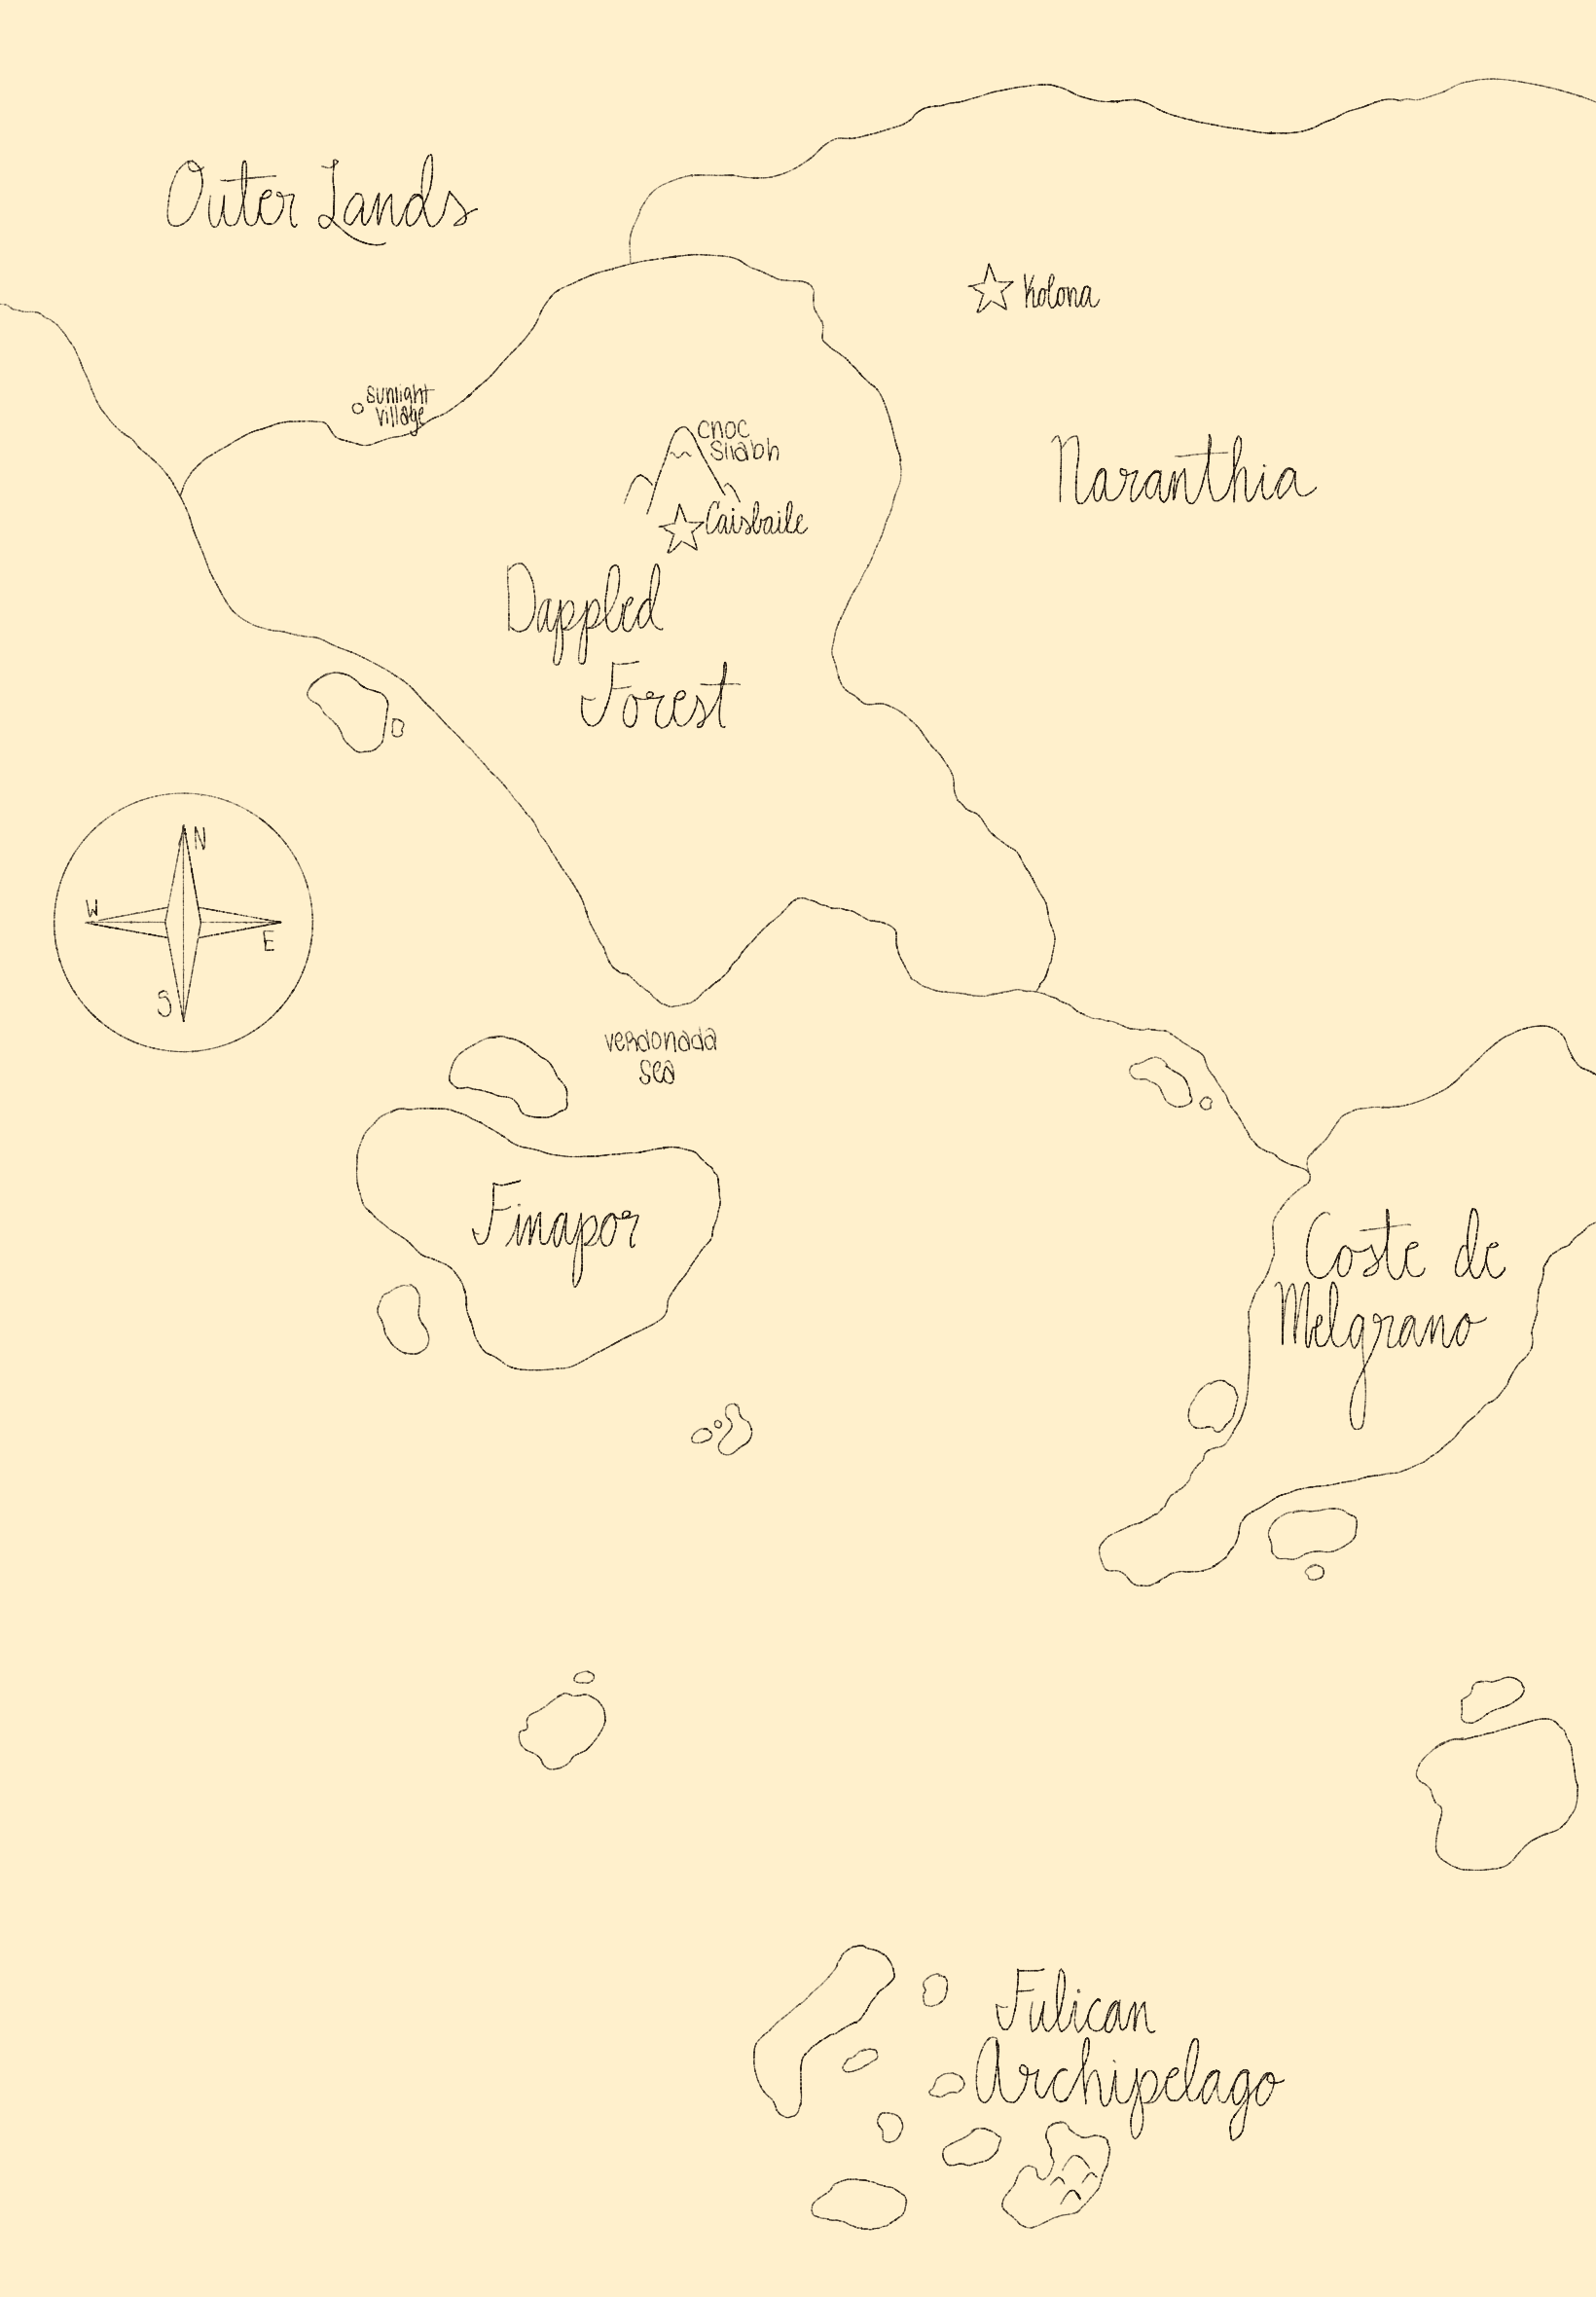 Outer Lands
Kolona
sunlight
village
cnoc
sliabh
Naranthia
Caisbaile
Dappled
Forest
N
W
E
S
verdonada
sea
Finapor
Coste de
Melgrano
Fulican
Archipelago